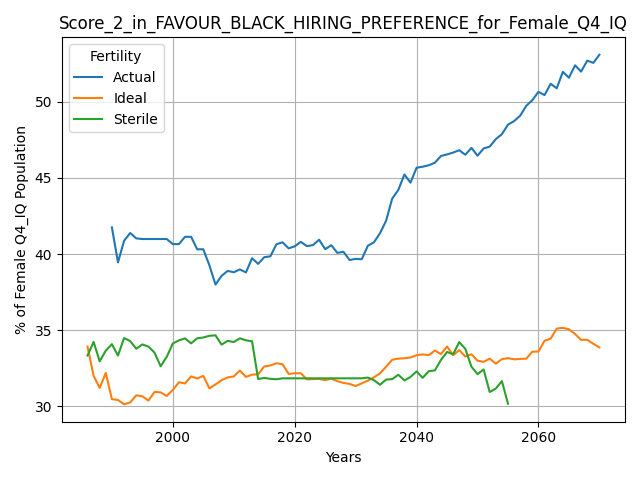 Score_2_in_FAVOUR_BLACK_HIRING_PREFERENCE_for_Female_Q4_IQ
Fertility
Actual
Ideal
Sterile
% of Female Q4_IQ Population
50
45
40
35
30
2000
2020
2040
2060
Years